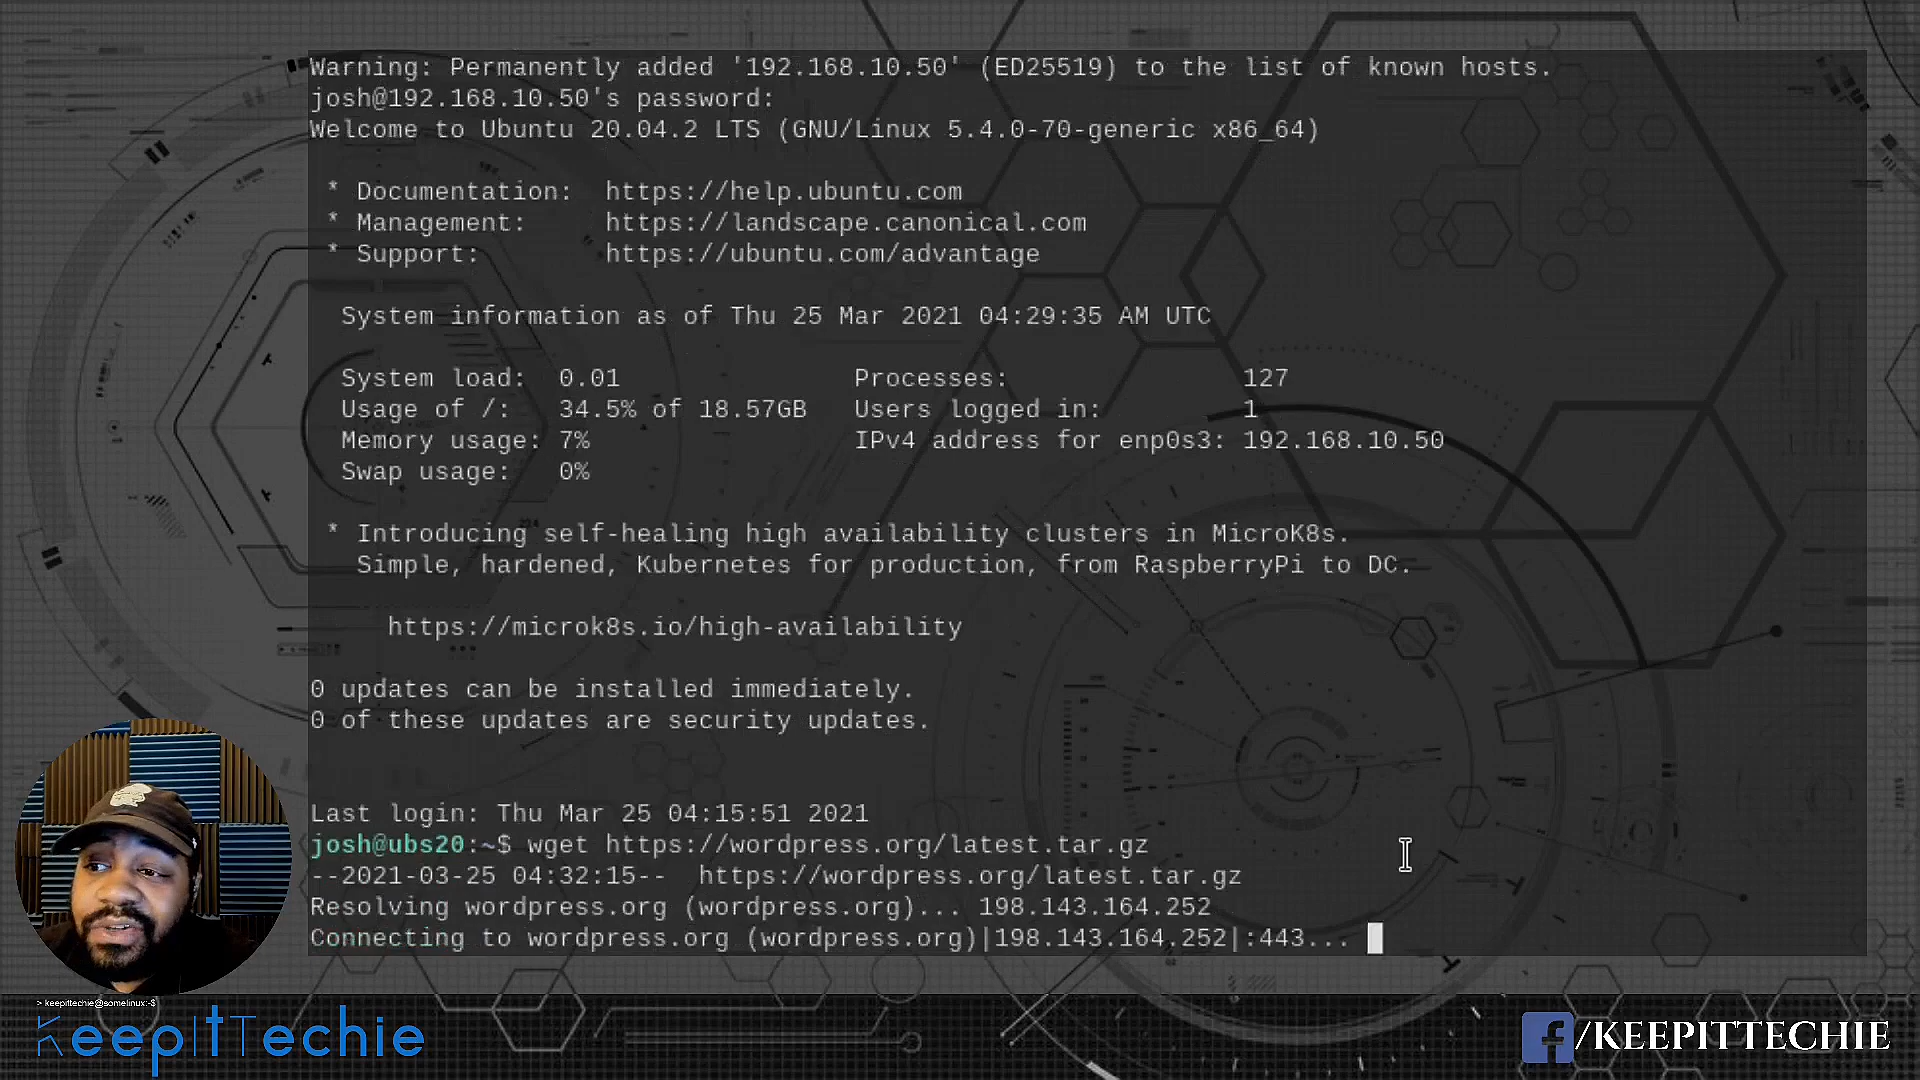 Warning: Permanently added '192.168.10.50' (ED25519) to the list of known hosts.
josh@192.168.10.50's password:
Welcome to Ubuntu 20.04.2 LTS (GNU/Linux 5.4.0-70-generic x86_64)
* Documentation: https://help.ubuntu.com
* Management: https://landscape.canonical.com
* Support: https://ubuntu.com/advantage
System information as of Thu 25 Mar 2021 04:29:35 AM UTC
System load: 0.01 Processes: 127
Usage of /: 34.5% of 18.57GB Users logged in: 1
Memory usage: 7% IPv4 address for enp0s3: 192.168.10.50
Swap usage: 0%
* Introducing self-healing high availability clusters in MicroK8s.
Simple, hardened, Kubernetes for production, from RaspberryPi to DC.
https://microk8s.io/high-availability
0 updates can be installed immediately.
0 of these updates are security updates.
Last login: Thu Mar 25 04:15:51 2021
josh@ubs20:~$ wget https://wordpress.org/latest.tar.gz
--2021-03-25 04:32:15-- https://wordpress.org/latest.tar.gz
Resolving wordpress.org (wordpress.org)... 198.143.164.252
Connecting to wordpress.org (wordpress.org)|198.143.164.252|:443...
> keepittechie@somelinux:~$
KeepItTechie
/KEEPITTECHIE